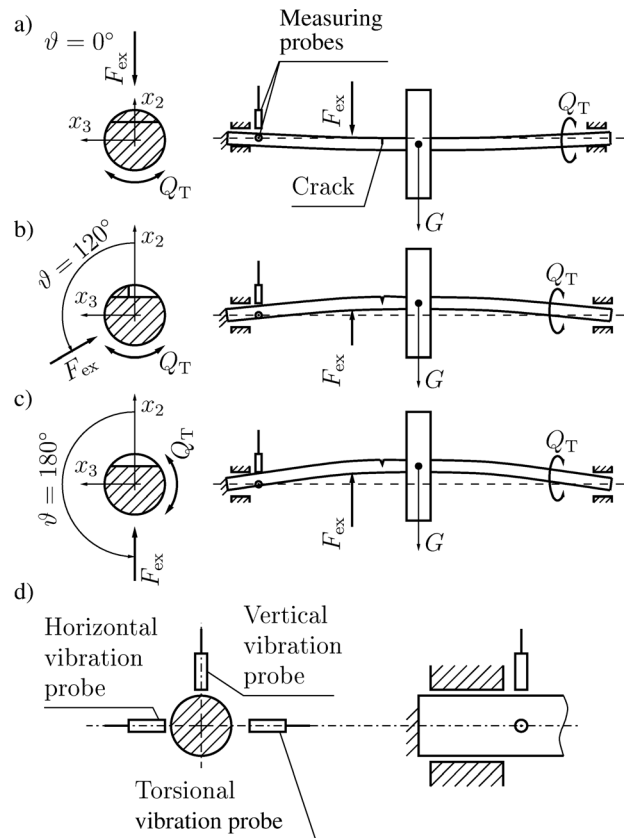 a)
ϑ = 0°
F_ex
x_2
x_3
Q_T
Measuring
probes
F_ex
Q_T
Crack
G
b)
ϑ = 120°
x_2
x_3
F_ex
Q_T
Q_T
F_ex
G
c)
ϑ = 180°
x_2
Q_T
x_3
F_ex
Q_T
F_ex
G
d)
Horizontal
vibration
probe
Vertical
vibration
probe
Torsional
vibration probe